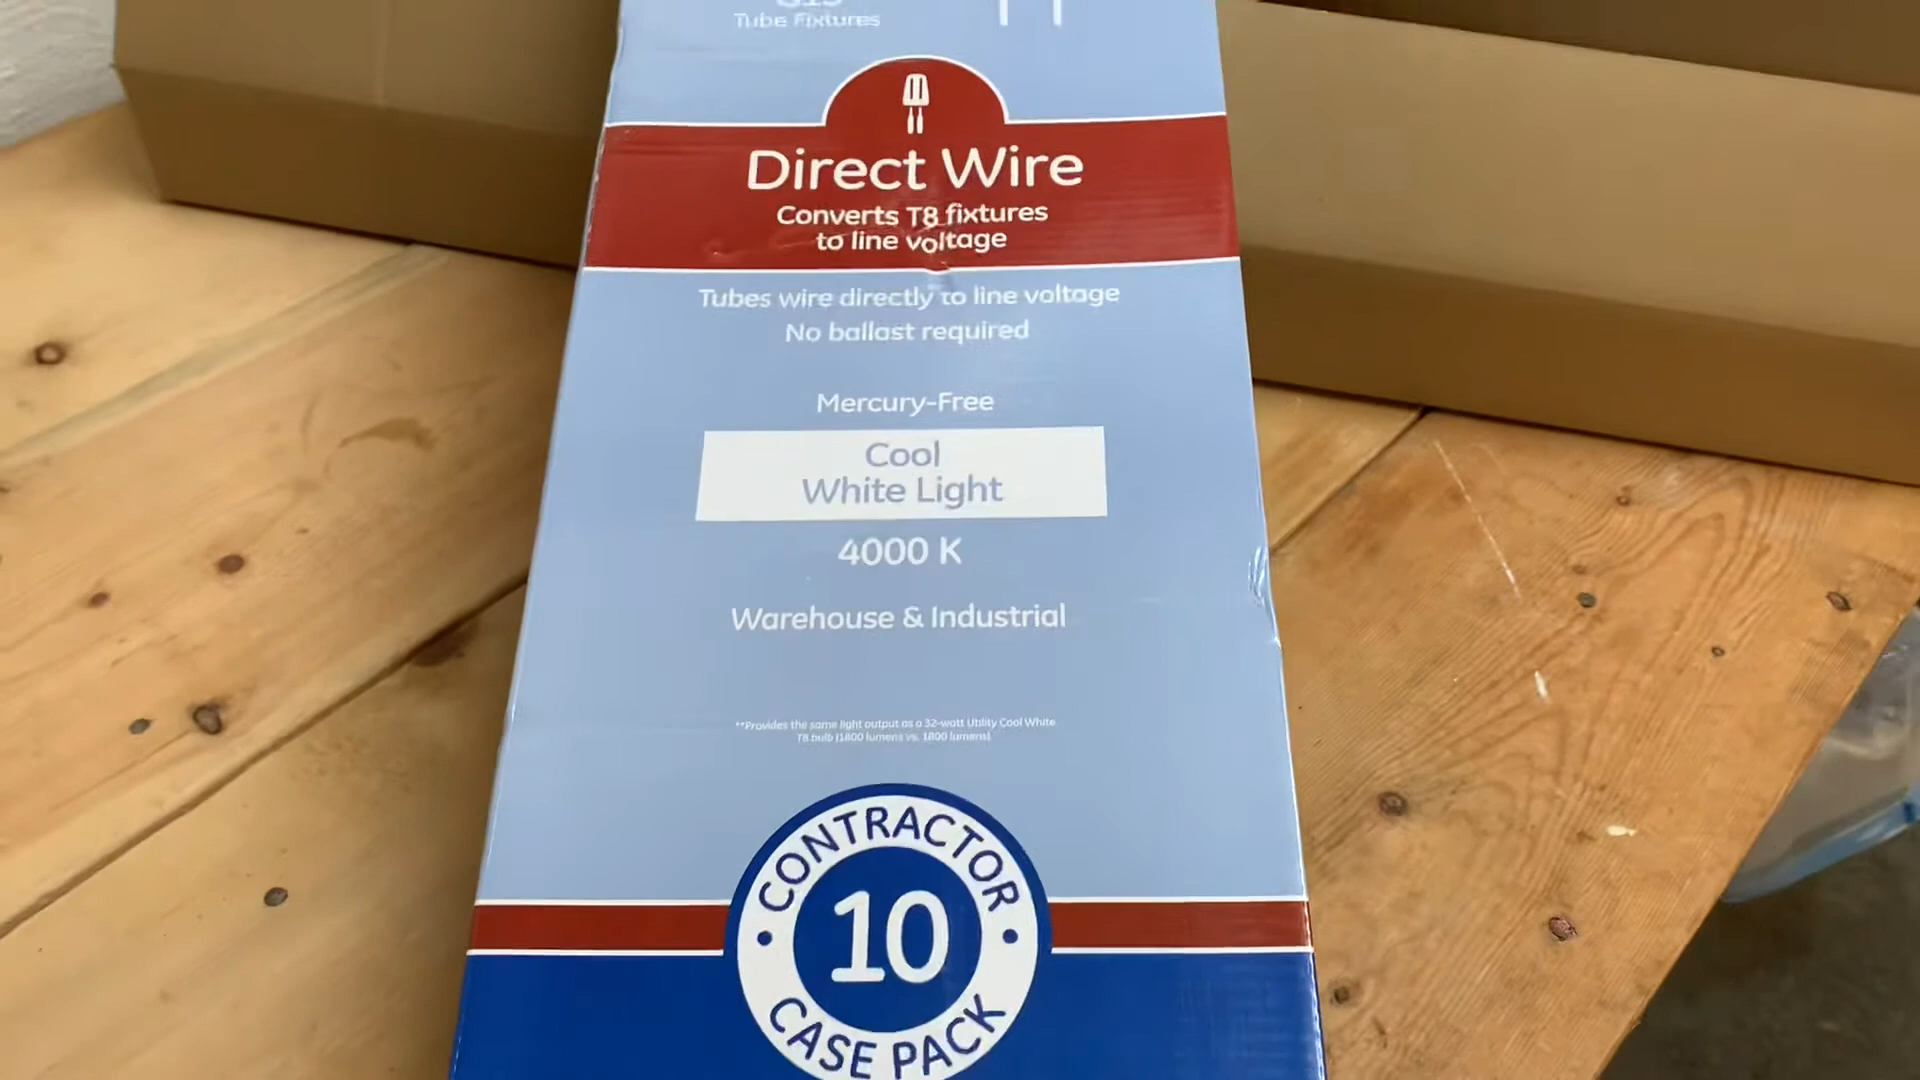 Tube Fixtures
Direct Wire
Converts T8 fixtures
to line voltage
Tubes wire directly to line voltage
No ballast required
Mercury-Free
Cool
White Light
4000 K
Warehouse & Industrial
**Provides the same light output as a 32-watt Utility Cool White
T8 bulb (1800 lumens vs. 1800 lumens)
CONTRACTOR
10
CASE PACK